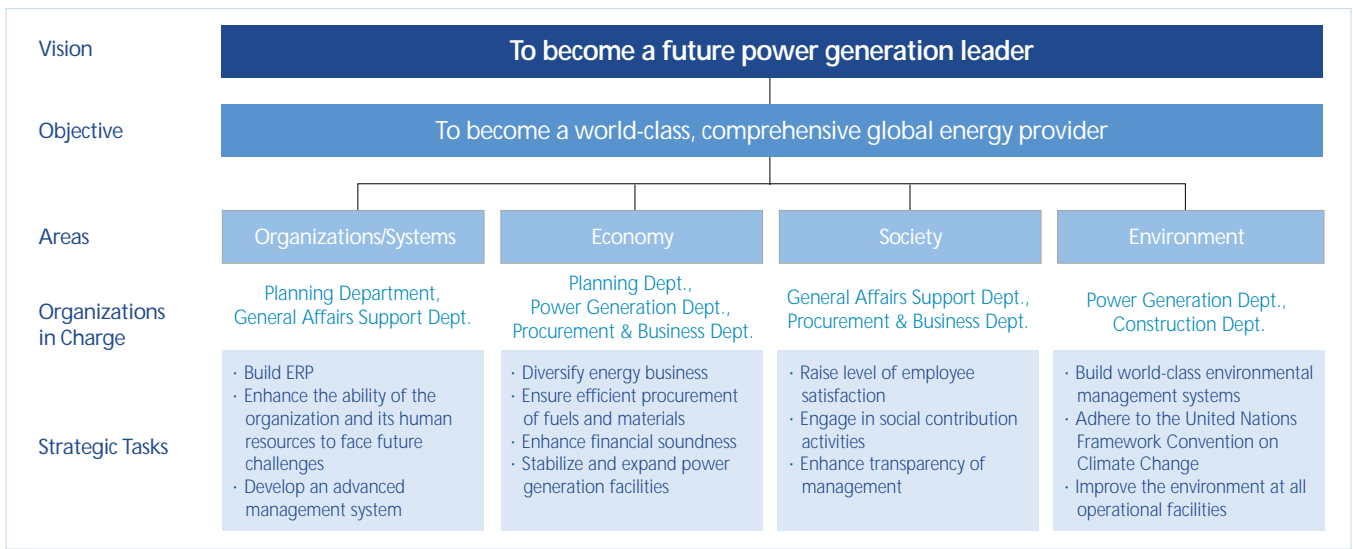 Vision
To become a future power generation leader
Objective
To become a world-class, comprehensive global energy provider
Areas
Organizations/Systems
Economy
Society
Environment
Organizations
in Charge
Planning Department,
General Affairs Support Dept.
Planning Dept.,
Power Generation Dept.,
Procurement & Business Dept.
General Affairs Support Dept.,
Procurement & Business Dept.
Power Generation Dept.,
Construction Dept.
Strategic Tasks
· Build ERP
· Enhance the ability of the
organization and its human
resources to face future
challenges
· Develop an advanced
management system
· Diversify energy business
· Ensure efficient procurement
of fuels and materials
· Enhance financial soundness
· Stabilize and expand power
generation facilities
· Raise level of employee
satisfaction
· Engage in social contribution
activities
· Enhance transparency of
management
· Build world-class environmental
management systems
· Adhere to the United Nations
Framework Convention on
Climate Change
· Improve the environment at all
operational facilities